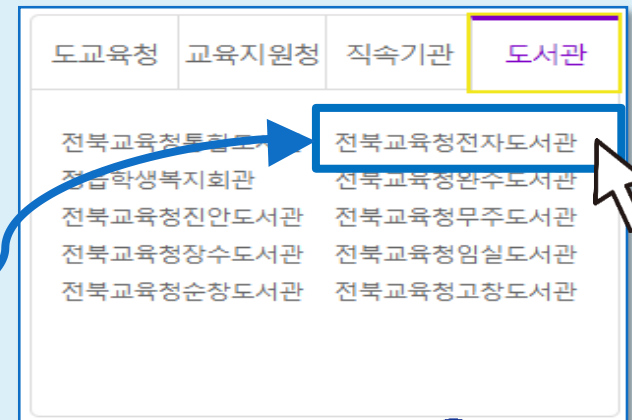 도교육청 교육지원청 직속기관 도서관
전북교육청통합도서관 전북교육청전자도서관
정읍학생복지회관 전북교육청완주도서관
전북교육청진안도서관 전북교육청무주도서관
전북교육청장수도서관 전북교육청임실도서관
전북교육청순창도서관 전북교육청고창도서관